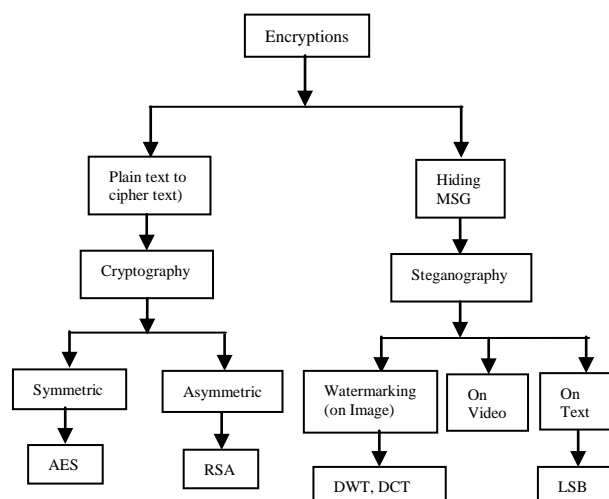 Encryptions
Plain text to
cipher text)
Hiding
MSG
Cryptography
Steganography
Symmetric
Asymmetric
Watermarking
(on Image)
On
Video
On
Text
AES
RSA
DWT, DCT
LSB